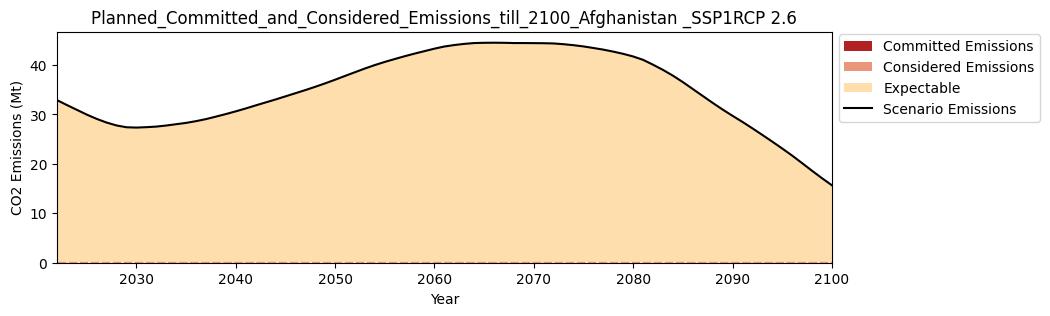 Planned_Committed_and_Considered_Emissions_till_2100_Afghanistan _SSP1RCP 2.6
Committed Emissions
Considered Emissions
Expectable
Scenario Emissions
CO2 Emissions (Mt)
40
30
20
10
0
2030 2040 2050 2060 2070 2080 2090 2100
Year